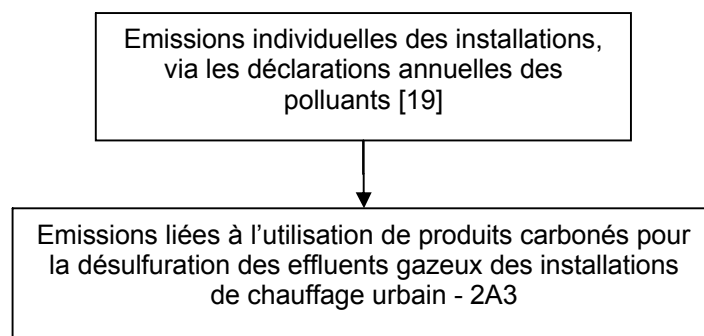 Emissions individuelles des installations,
via les déclarations annuelles des
polluants [19]
Emissions liées à l'utilisation de produits carbonés pour
la désulfuration des effluents gazeux des installations
de chauffage urbain - 2A3